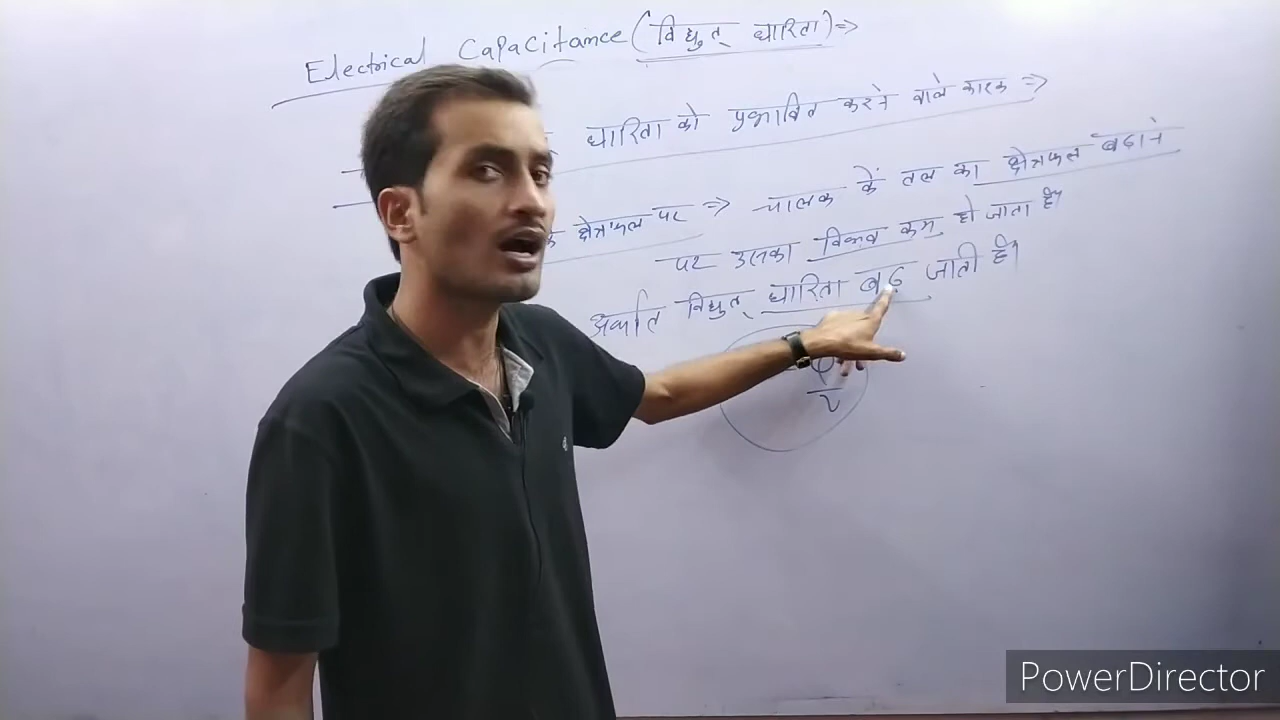 Electrical Capacitance (विद्युत् धारिता) ⇒
धारिता को प्रभावित करने वाले कारक ⇒
क्षेत्रफल पर ⇒ चालक के तल का क्षेत्रफल बढाने
पर उसका विभव कम हो जाता है।
अर्थात विद्युत् धारिता बढ़ जाती है।
PowerDirector